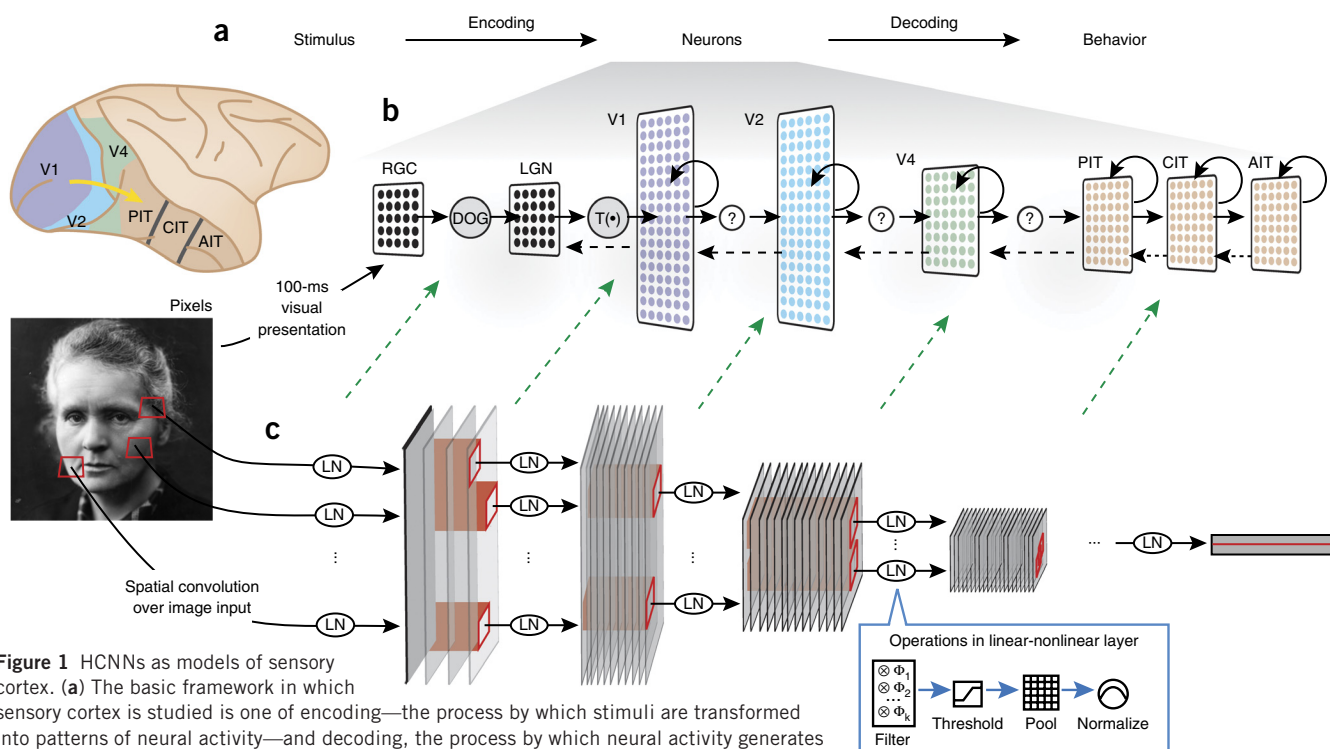 a
Stimulus
Encoding
Neurons
Decoding
Behavior
b
V1
V2
V4
PIT
CIT
AIT
RGC
DOG
LGN
T(•)
V1
?
V2
?
V4
?
PIT
CIT
AIT
100-ms
visual
presentation
Pixels
c
LN
LN
LN
LN
LN
LN
LN
LN
LN
LN
...
...
...
...
LN
...
LN
Spatial convolution
over image input
Operations in linear-nonlinear layer
⊗ Φ1
⊗ Φ2
...
⊗ Φk
Filter
Threshold
Pool
Normalize
Figure 1 HCNNs as models of sensory
cortex. (a) The basic framework in which
sensory cortex is studied is one of encoding—the process by which stimuli are transformed
into patterns of neural activity—and decoding, the process by which neural activity generates